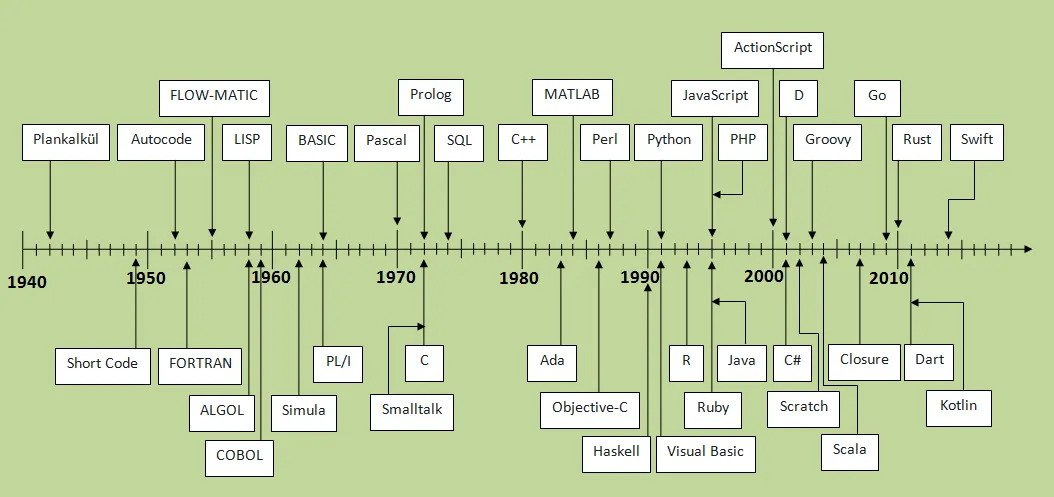 ActionScript
FLOW-MATIC
Prolog
MATLAB
JavaScript
D
Go
Plankalkül
Autocode
LISP
BASIC
Pascal
SQL
C++
Perl
Python
PHP
Groovy
Rust
Swift
1940
1950
1960
1970
1980
1990
2000
2010
Short Code
FORTRAN
PL/I
C
Ada
R
Java
C#
Closure
Dart
ALGOL
Simula
Smalltalk
Objective-C
Ruby
Scratch
Kotlin
COBOL
Haskell
Visual Basic
Scala